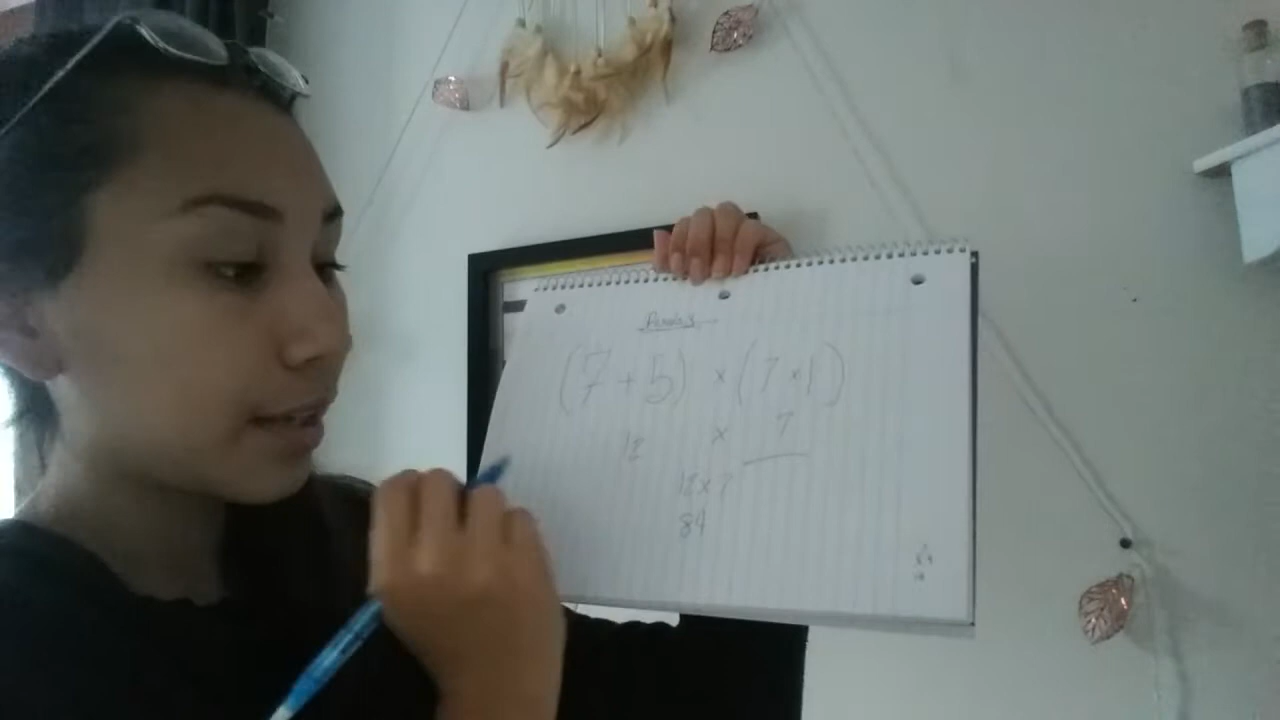 (7 + 5) × (7 × 1)
12 × 7
12 × 7
84